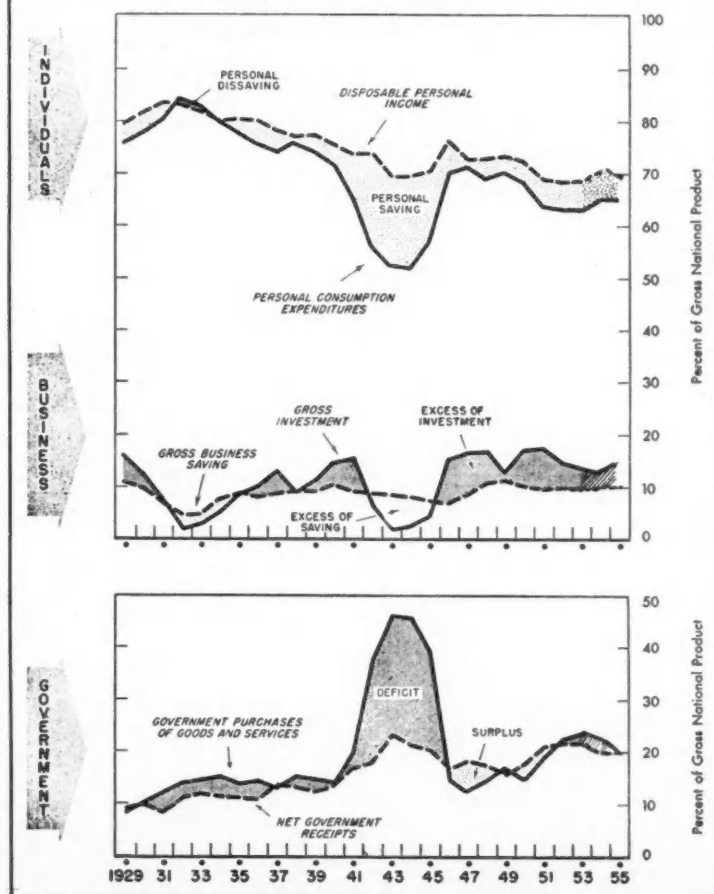 INDIVIDUALS
PERSONAL
DISSAVING
DISPOSABLE PERSONAL
INCOME
PERSONAL
SAVING
PERSONAL CONSUMPTION
EXPENDITURES
100
90
80
70
60
50
40
30
20
10
0
Percent of Gross National Product
BUSINESS
GROSS
INVESTMENT
EXCESS OF
INVESTMENT
GROSS BUSINESS
SAVING
EXCESS OF
SAVING
GOVERNMENT
DEFICIT
GOVERNMENT PURCHASES
OF GOODS AND SERVICES
SURPLUS
NET GOVERNMENT
RECEIPTS
50
40
30
20
10
0
Percent of Gross National Product
1929 31 33 35 37 39 41 43 45 47 49 51 53 55